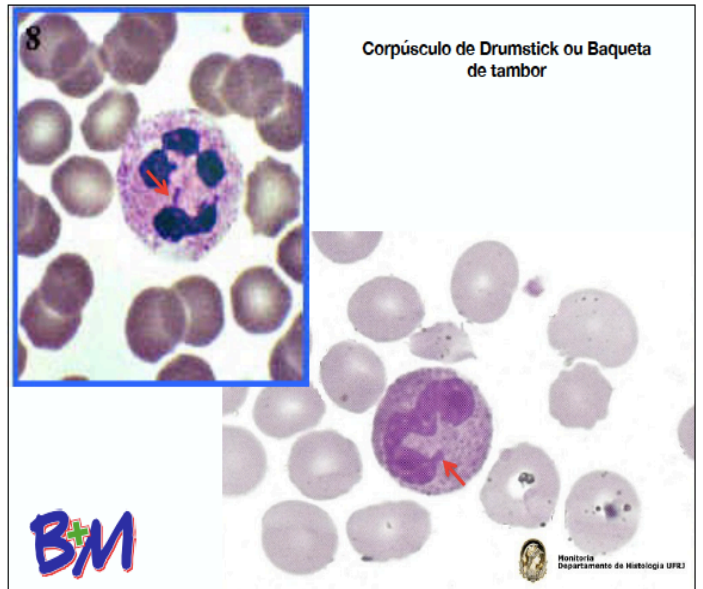 8
Corpúsculo de Drumstick ou Baqueta
de tambor
B+M
Monitoria
Departamento de Histologia UFRJ